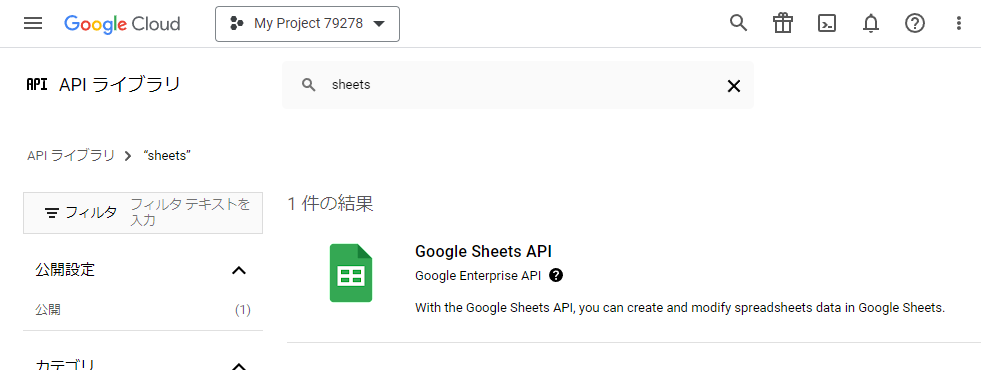 Google Cloud
My Project 79278
API API ライブラリ
sheets
API ライブラリ > “sheets”
フィルタ フィルタ テキストを
入力
1 件の結果
公開設定
公開 (1)
カテゴリ
Google Sheets API
Google Enterprise API
With the Google Sheets API, you can create and modify spreadsheets data in Google Sheets.